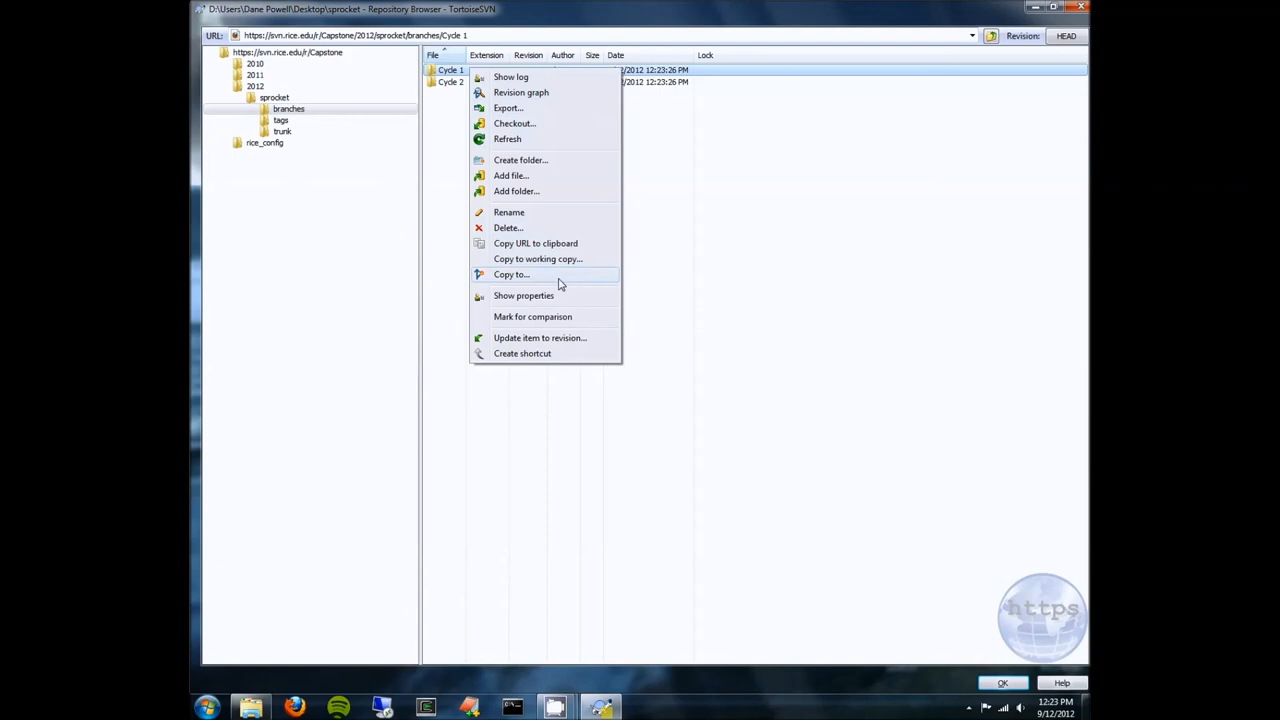 D:\Users\Dane Powell\Desktop\sprocket - Repository Browser - TortoiseSVN
URL: https://svn.rice.edu/r/Capstone/2012/sprocket/branches/Cycle 1 Revision: HEAD
https://svn.rice.edu/r/Capstone
2010
2011
2012
sprocket
branches
tags
trunk
rice_config
File Extension Revision Author Size Date Lock
Cycle 1 /2012 12:23:26 PM
Cycle 2 /2012 12:23:26 PM
Show log
Revision graph
Export...
Checkout...
Refresh
Create folder...
Add file...
Add folder...
Rename
Delete...
Copy URL to clipboard
Copy to working copy...
Copy to...
Show properties
Mark for comparison
Update item to revision...
Create shortcut
https
OK Help
12:23 PM
9/12/2012